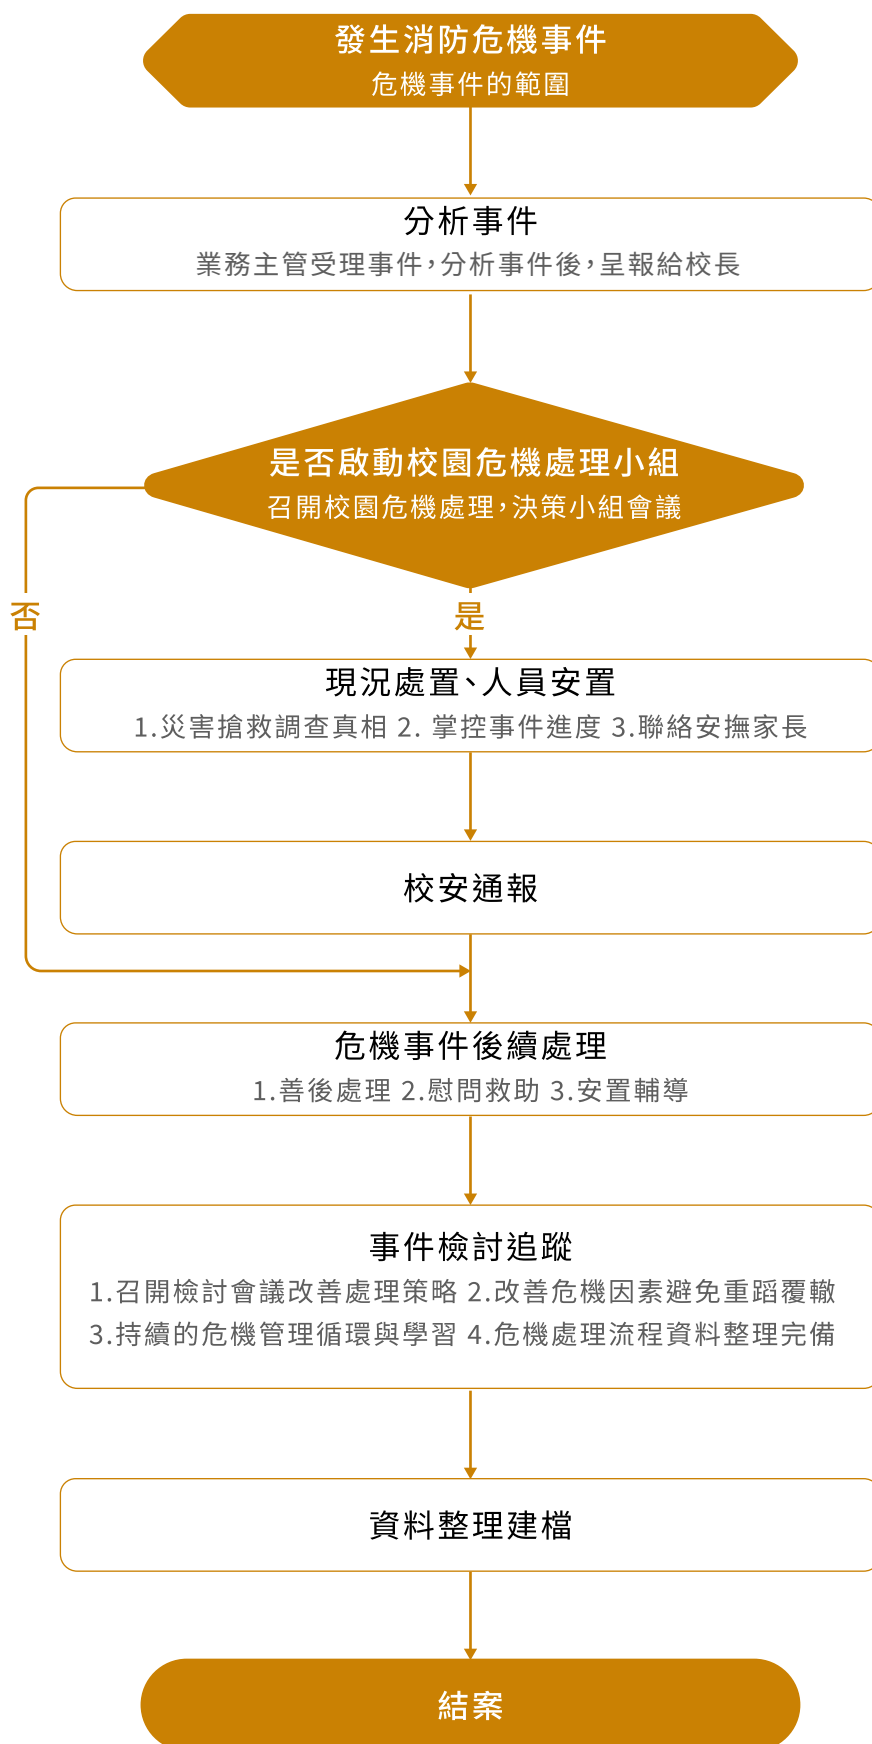 發生消防危機事件
危機事件的範圍
分析事件
業務主管受理事件，分析事件後，呈報給校長
是否啟動校園危機處理小組
召開校園危機處理，決策小組會議
否
是
現況處置、人員安置
1.災害搶救調查真相 2. 掌控事件進度 3.聯絡安撫家長
校安通報
危機事件後續處理
1.善後處理 2.慰問救助 3.安置輔導
事件檢討追蹤
1.召開檢討會議改善處理策略 2.改善危機因素避免重蹈覆轍
3.持續的危機管理循環與學習 4.危機處理流程資料整理完備
資料整理建檔
結案